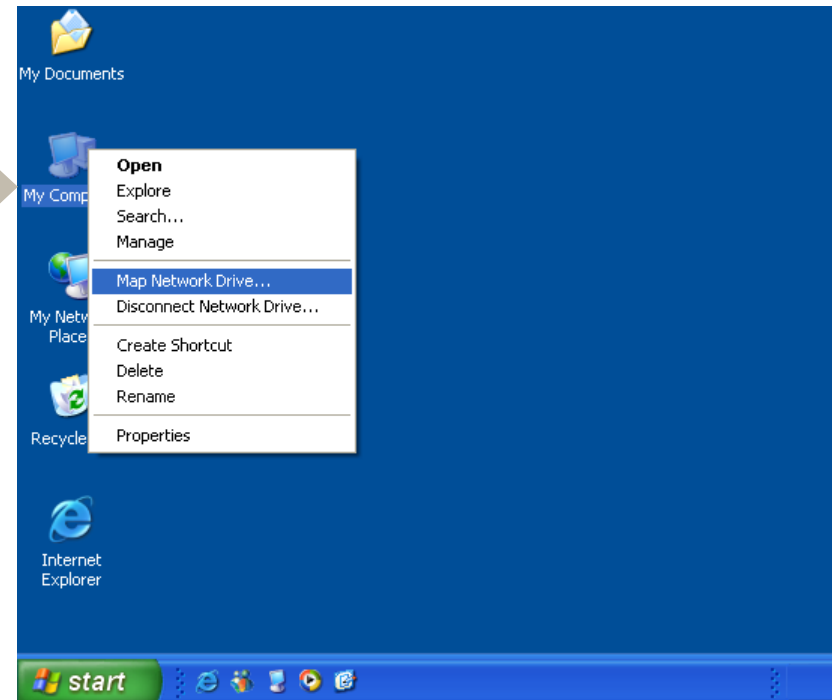 My Documents
My Comp
Open
Explore
Search...
Manage
Map Network Drive...
Disconnect Network Drive...
My Netw
Place
Create Shortcut
Delete
Rename
Recycle
Properties
Internet
Explorer
start